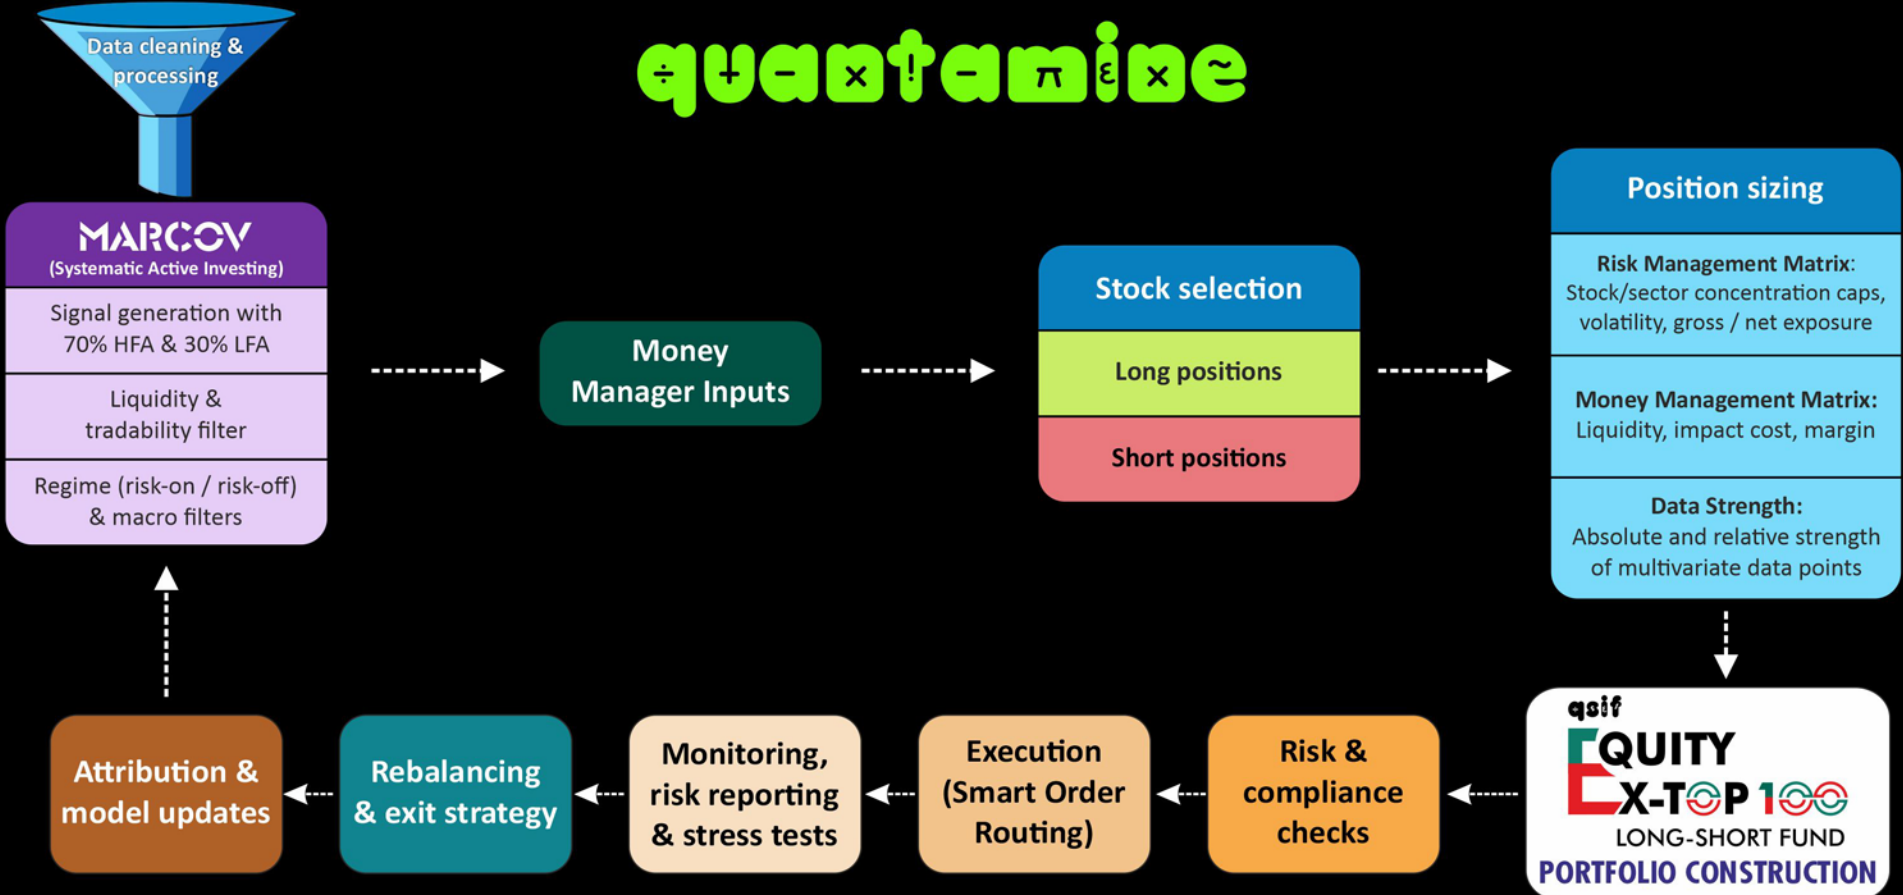 Data cleaning &
processing
quantamine
÷ + - × ! - π ε × ~
MARCOV
(Systematic Active Investing)
Signal generation with
70% HFA & 30% LFA
Liquidity &
tradability filter
Regime (risk-on / risk-off)
& macro filters
Money
Manager Inputs
Stock selection
Long positions
Short positions
Position sizing
Risk Management Matrix:
Stock/sector concentration caps,
volatility, gross / net exposure
Money Management Matrix:
Liquidity, impact cost, margin
Data Strength:
Absolute and relative strength
of multivariate data points
qsif
EQUITY
EX-TOP 100
LONG-SHORT FUND
PORTFOLIO CONSTRUCTION
Risk &
compliance
checks
Execution
(Smart Order
Routing)
Monitoring,
risk reporting
& stress tests
Rebalancing
& exit strategy
Attribution &
model updates